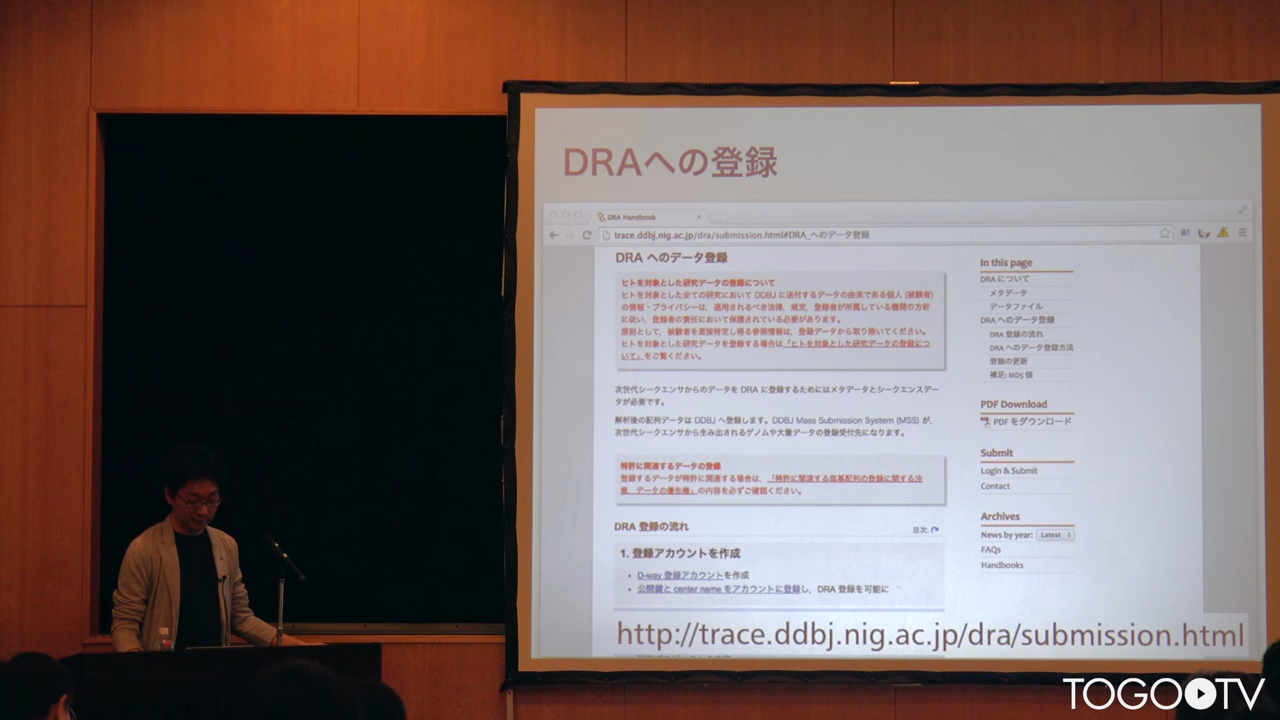 DRAへの登録
DRA Handbook
trace.ddbj.nig.ac.jp/dra/submission.html#DRA_へのデータ登録
DRA へのデータ登録
ヒトを対象とした研究データの登録について
ヒトを対象とした全ての研究において DDBJ に送付するデータの由来である個人 (被験者)
の情報・プライバシーは、適用されるべき法律、規定、登録者が所属している機関の方針
に従い、登録者の責任において保護されている必要があります。
原則として、被験者を直接特定し得る参照情報は、登録データから取り除いてください。
ヒトを対象とした研究データを登録する場合は「ヒトを対象とした研究データの登録につ
いて」をご覧ください。
次世代シークエンサからのデータを DRA に登録するためにはメタデータとシークエンスデー
タが必要です。
解析後の配列データは DDBJ へ登録します。DDBJ Mass Submission System (MSS) が、
次世代シークエンサから生み出されるゲノムや大量データの登録受付先になります。
特許に関連するデータの登録
登録するデータが特許に関連する場合は、「特許に関連する塩基配列の登録に関する注
意、データの優先権」の内容を必ずご確認ください。
DRA 登録の流れ
目次:
1. 登録アカウントを作成
• D-way 登録アカウントを作成
• 公開鍵と center name をアカウントに登録し、DRA 登録を可能に
http://trace.ddbj.nig.ac.jp/dra/submission.html
In this page
DRA について
メタデータ
データファイル
DRA へのデータ登録
DRA 登録の流れ
DRA へのデータ登録方法
登録の更新
補足: MD5 値
PDF Download
PDF をダウンロード
Submit
Login & Submit
Contact
Archives
News by year: Latest
FAQs
Handbooks
TOGOTV